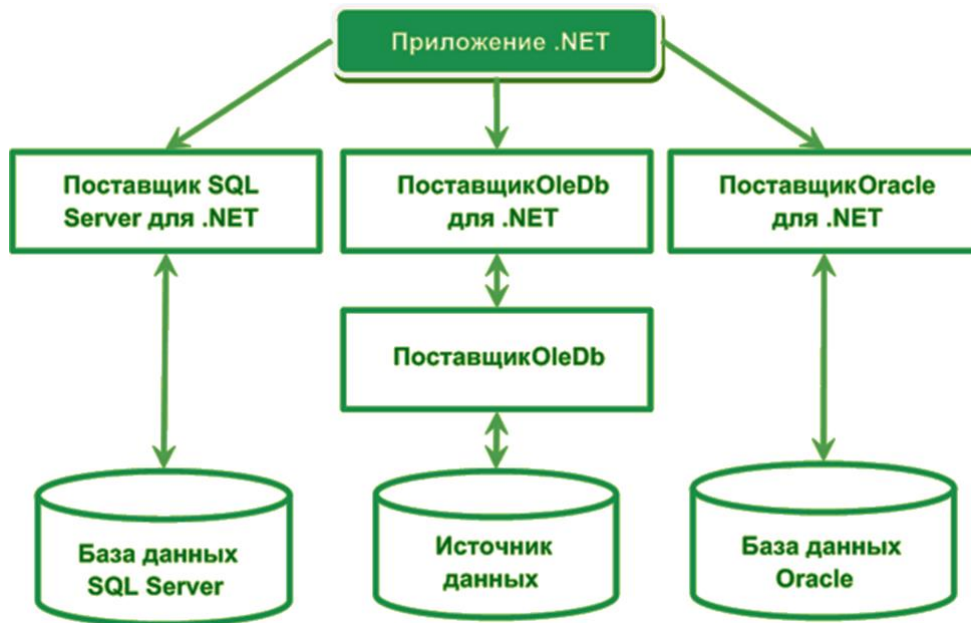 Приложение .NET
Поставщик SQL
Server для .NET
ПоставщикOleDb
для .NET
ПоставщикOracle
для .NET
ПоставщикOleDb
База данных
SQL Server
Источник
данных
База данных
Oracle